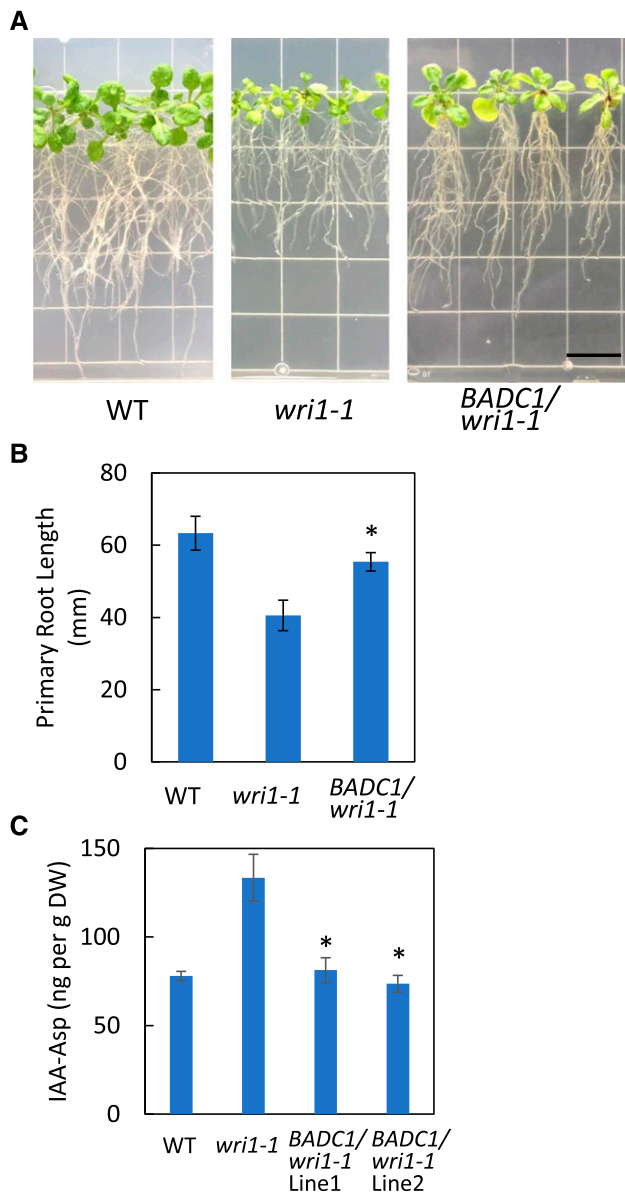 A
WT
wri1-1
BADC1/
wri1-1
B
80
60
40
20
0
Primary Root Length
(mm)
*
WT
wri1-1
BADC1/
wri1-1
C
150
100
50
0
IAA-Asp (ng per g DW)
*
*
WT
wri1-1
BADC1/
wri1-1
Line1
BADC1/
wri1-1
Line2